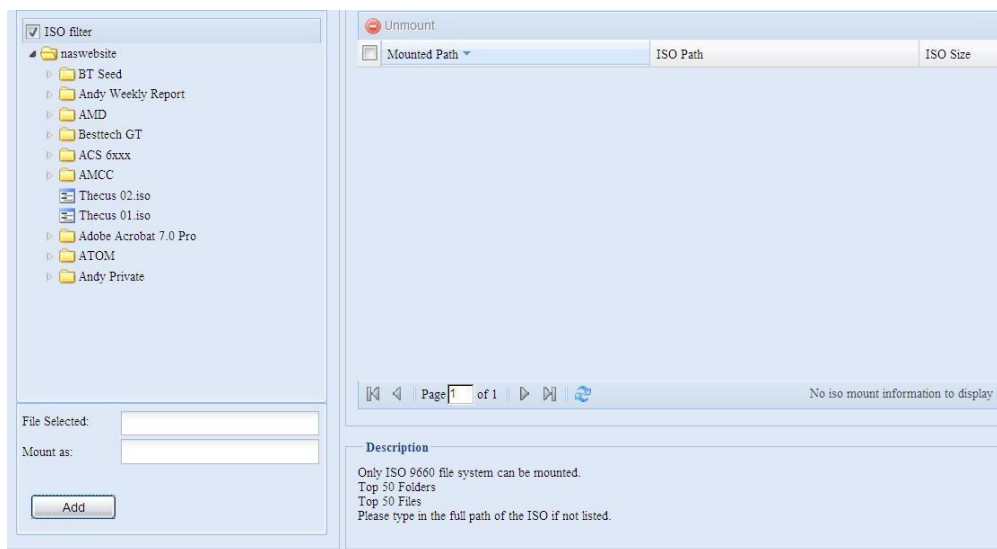 ISO filter
naswebsite
BT Seed
Andy Weekly Report
AMD
Besttech GT
ACS 6xxx
AMCC
Thecus 02.iso
Thecus 01.iso
Adobe Acrobat 7.0 Pro
ATOM
Andy Private
File Selected:
Mount as:
Add
Unmount
Mounted Path ISO Path ISO Size
Page 1 of 1 No iso mount information to display
Description
Only ISO 9660 file system can be mounted.
Top 50 Folders
Top 50 Files
Please type in the full path of the ISO if not listed.